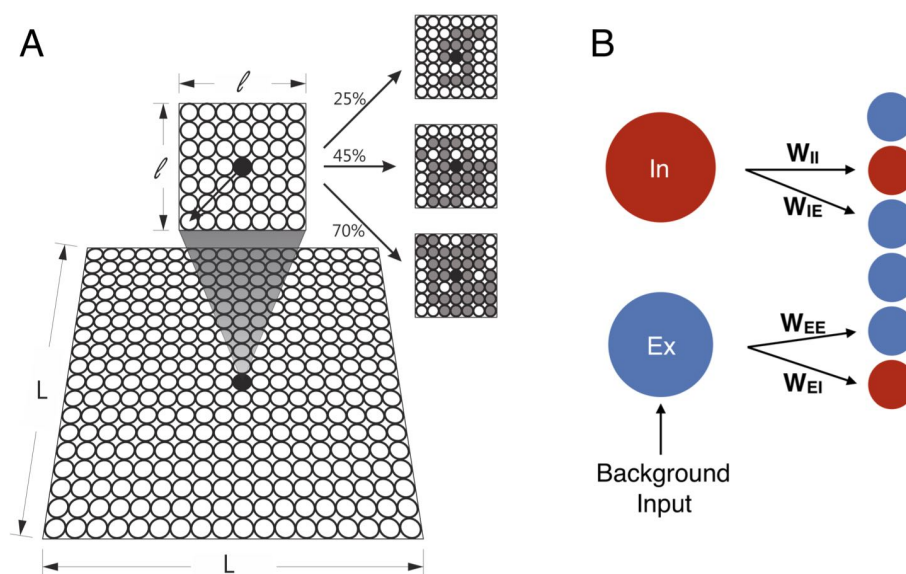 A
ℓ
ℓ
25%
45%
70%
L
L
B
In
W_II
W_IE
Ex
W_EE
W_EI
Background
Input